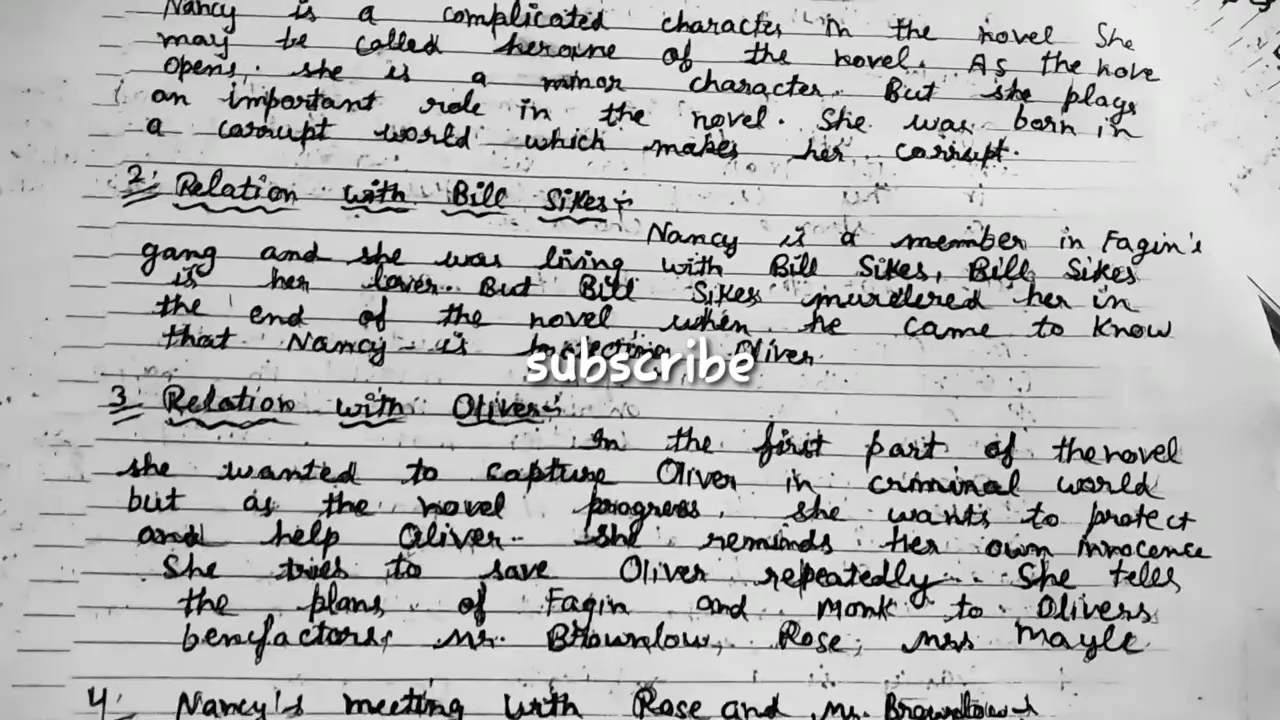 Nancy is a complicated character in the novel She
may be called heroine of the novel. As the nove
opens, she is a minor character. But she plays
an important role in the novel. She was born in
a corrupt world which makes her corrupt.
2. Relation with Bill Sikes:-
Nancy is a member in Fagin's
gang and she was living with Bill Sikes, Bill Sikes
is her lover. But Bill Sikes murdered her in
the end of the novel when he came to know
that Nancy is protecting Oliver.
subscribe
3. Relation with Oliver:-
In the first part of the novel
she wanted to capture Oliver in criminal world
but as the novel progress, she wants to protect
and help Oliver. She reminds her own innocence
She tries to save Oliver repeatedly. She tells
the plans of Fagin and Monk to Olivers
benefactors, Mr. Brownlow, Rose, Mrs Mayle
4. Nancy's meeting with Rose and Mr. Brownlow:-